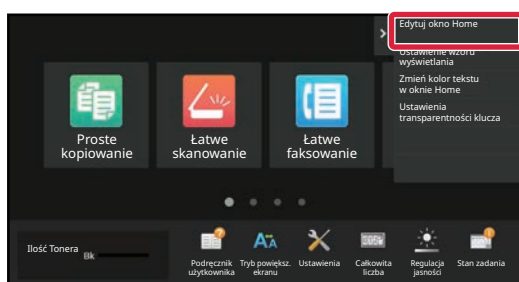 Edytuj okno Home
Ustawienie wzoru
wyświetlania
Zmień kolor tekstu
w oknie Home
Ustawienia
transparentności klucza
Proste
kopiowanie
Łatwe
skanowanie
Łatwe
faksowanie
Ilość Tonera
Bk
Podręcznik
użytkownika
Tryb powiększ.
ekranu
Ustawienia
Całkowita
liczba
Regulacja
jasności
Stan zadania